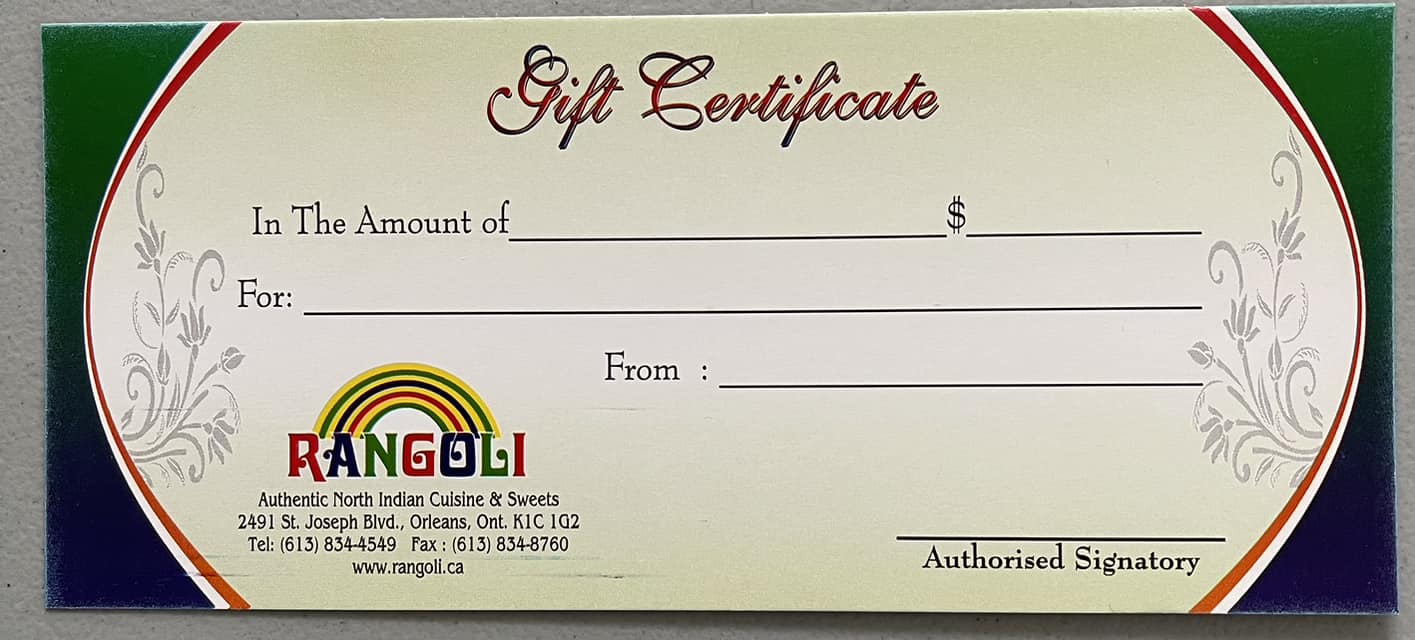 Gift Certificate
In The Amount of $
For:
From :
RANGOLI
Authentic North Indian Cuisine & Sweets
2491 St. Joseph Blvd., Orleans, Ont. K1C 1G2
Tel: (613) 834-4549 Fax : (613) 834-8760
www.rangoli.ca
Authorised Signatory